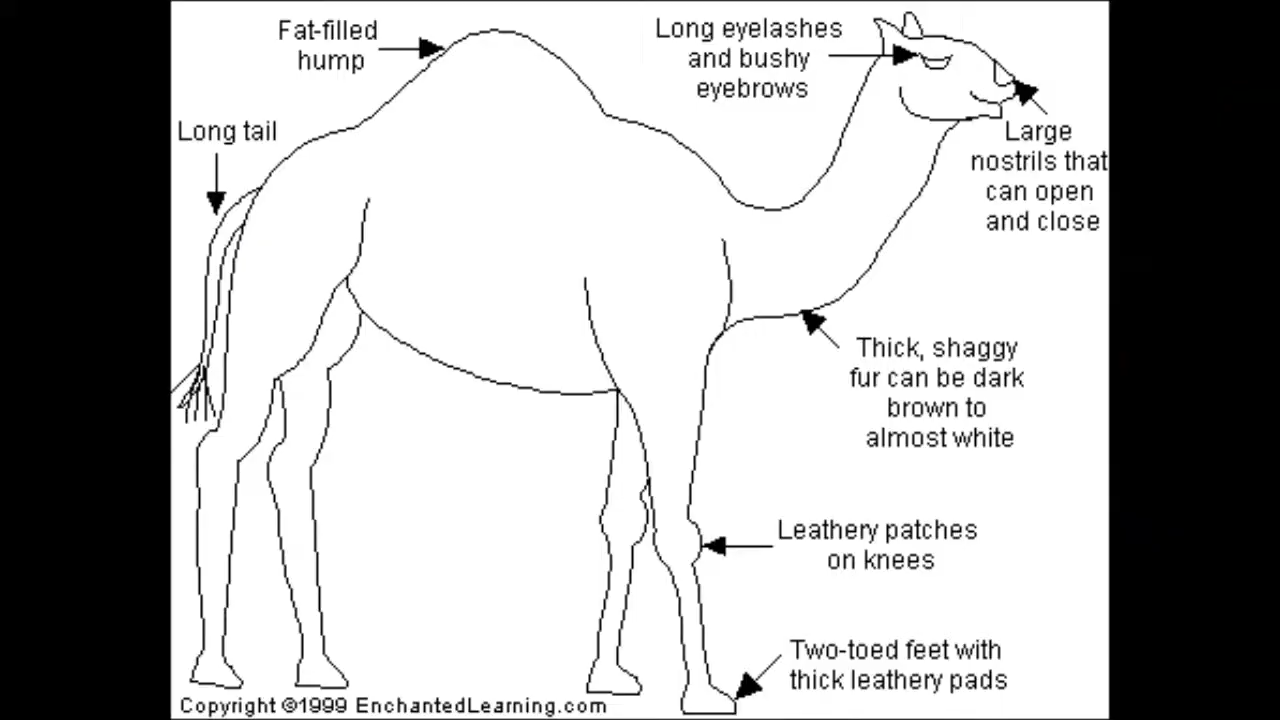 Fat-filled
hump
Long eyelashes
and bushy
eyebrows
Long tail
Large
nostrils that
can open
and close
Thick, shaggy
fur can be dark
brown to
almost white
Leathery patches
on knees
Two-toed feet with
thick leathery pads
Copyright ©1999 EnchantedLearning.com